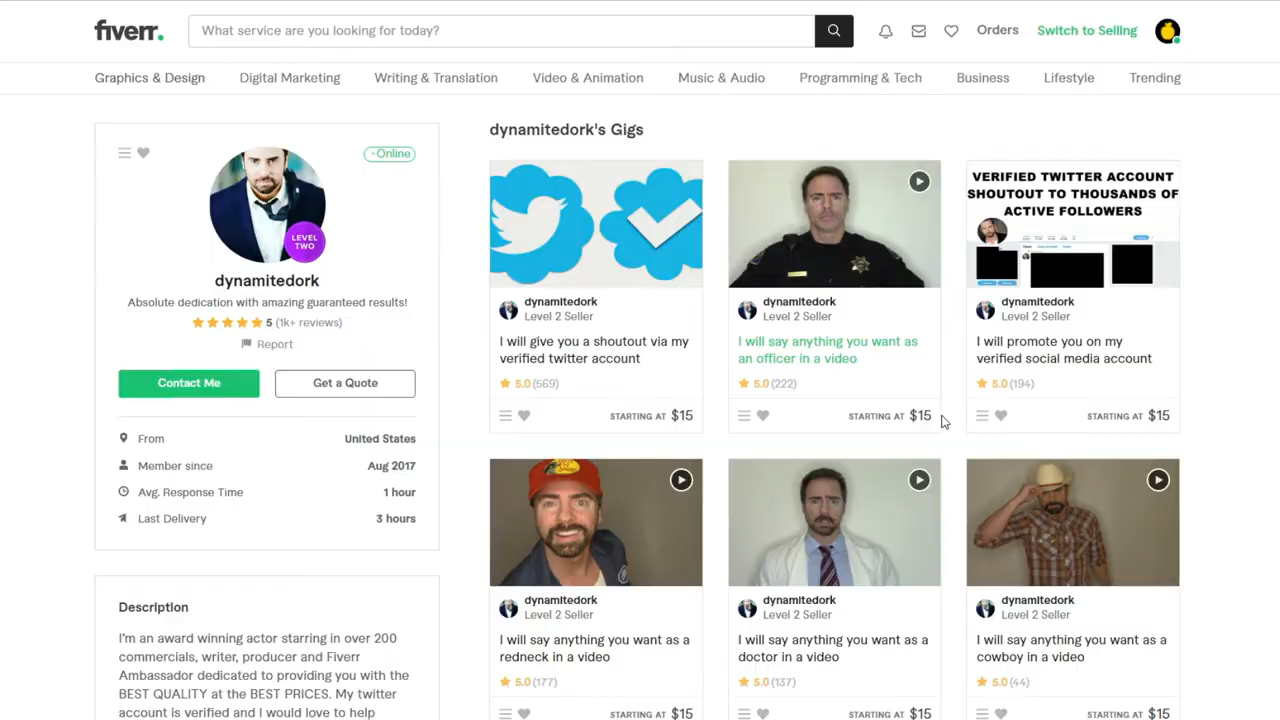 fiverr.
What service are you looking for today?
Orders
Switch to Selling
Graphics & Design
Digital Marketing
Writing & Translation
Video & Animation
Music & Audio
Programming & Tech
Business
Lifestyle
Trending
Online
LEVEL
TWO
dynamitedork
Absolute dedication with amazing guaranteed results!
5 (1k+ reviews)
Report
Contact Me
Get a Quote
From United States
Member since Aug 2017
Avg. Response Time 1 hour
Last Delivery 3 hours
Description
I'm an award winning actor starring in over 200
commercials, writer, producer and Fiverr
Ambassador dedicated to providing you with the
BEST QUALITY at the BEST PRICES. My twitter
account is verified and I would love to help
dynamitedork's Gigs
dynamitedork
Level 2 Seller
I will give you a shoutout via my
verified twitter account
5.0 (569)
STARTING AT $15
dynamitedork
Level 2 Seller
I will say anything you want as
an officer in a video
5.0 (222)
STARTING AT $15
VERIFIED TWITTER ACCOUNT
SHOUTOUT TO THOUSANDS OF
ACTIVE FOLLOWERS
dynamitedork
Level 2 Seller
I will promote you on my
verified social media account
5.0 (194)
STARTING AT $15
dynamitedork
Level 2 Seller
I will say anything you want as a
redneck in a video
5.0 (177)
STARTING AT $15
dynamitedork
Level 2 Seller
I will say anything you want as a
doctor in a video
5.0 (137)
STARTING AT $15
dynamitedork
Level 2 Seller
I will say anything you want as a
cowboy in a video
5.0 (44)
STARTING AT $15